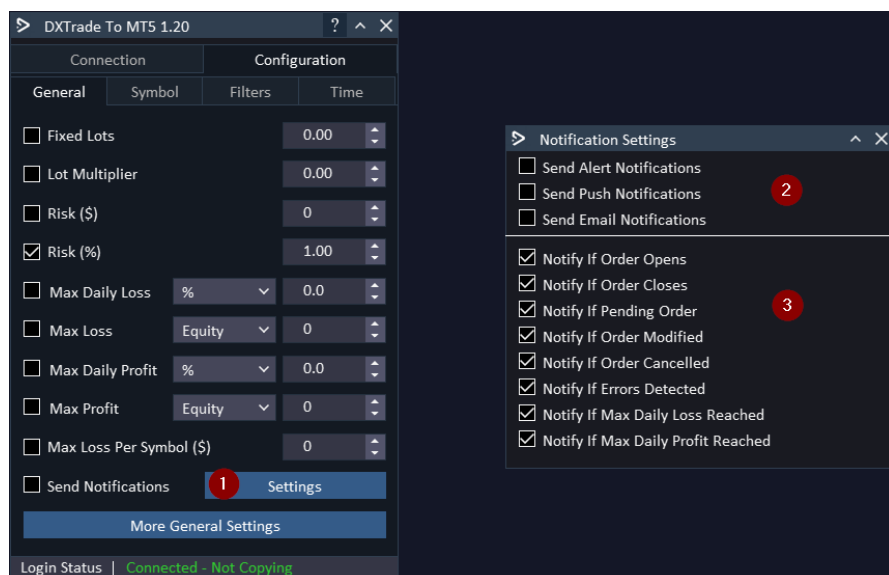 DXTrade To MT5 1.20 ?
Connection Configuration
General Symbol Filters Time
Fixed Lots 0.00
Lot Multiplier 0.00
Risk ($) 0
Risk (%) 1.00
Max Daily Loss % 0.0
Max Loss Equity 0
Max Daily Profit % 0.0
Max Profit Equity 0
Max Loss Per Symbol ($) 0
Send Notifications 1 Settings
More General Settings
Login Status | Connected - Not Copying
Notification Settings
Send Alert Notifications
Send Push Notifications 2
Send Email Notifications
Notify If Order Opens
Notify If Order Closes
Notify If Pending Order 3
Notify If Order Modified
Notify If Order Cancelled
Notify If Errors Detected
Notify If Max Daily Loss Reached
Notify If Max Daily Profit Reached